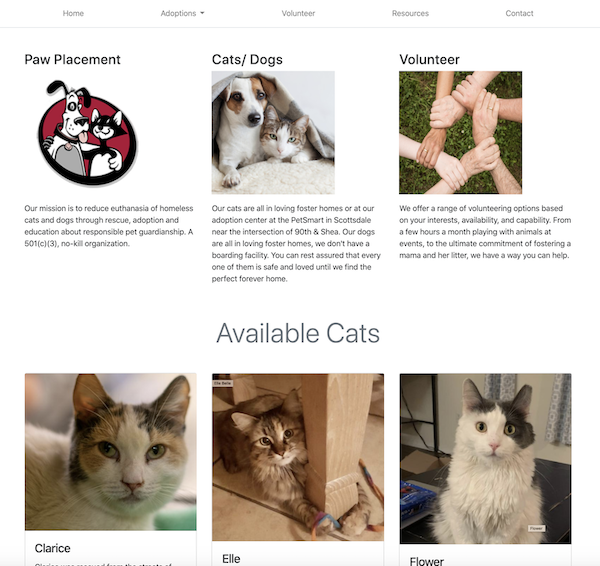 Home
Adoptions
Volunteer
Resources
Contact
Paw Placement
Our mission is to reduce euthanasia of homeless
cats and dogs through rescue, adoption and
education about responsible pet guardianship. A
501(c)(3), no-kill organization.
Cats/ Dogs
Our cats are all in loving foster homes or at our
adoption center at the PetSmart in Scottsdale
near the intersection of 90th & Shea. Our dogs
are all in loving foster homes, we don't have a
boarding facility. You can rest assured that every
one of them is safe and loved until we find the
perfect forever home.
Volunteer
We offer a range of volunteering options based
on your interests, availability, and capability. From
a few hours a month playing with animals at
events, to the ultimate commitment of fostering a
mama and her litter, we have a way you can help.
Available Cats
Clarice
Clarice was rescued from the streets of
Elle
Flower
Flower